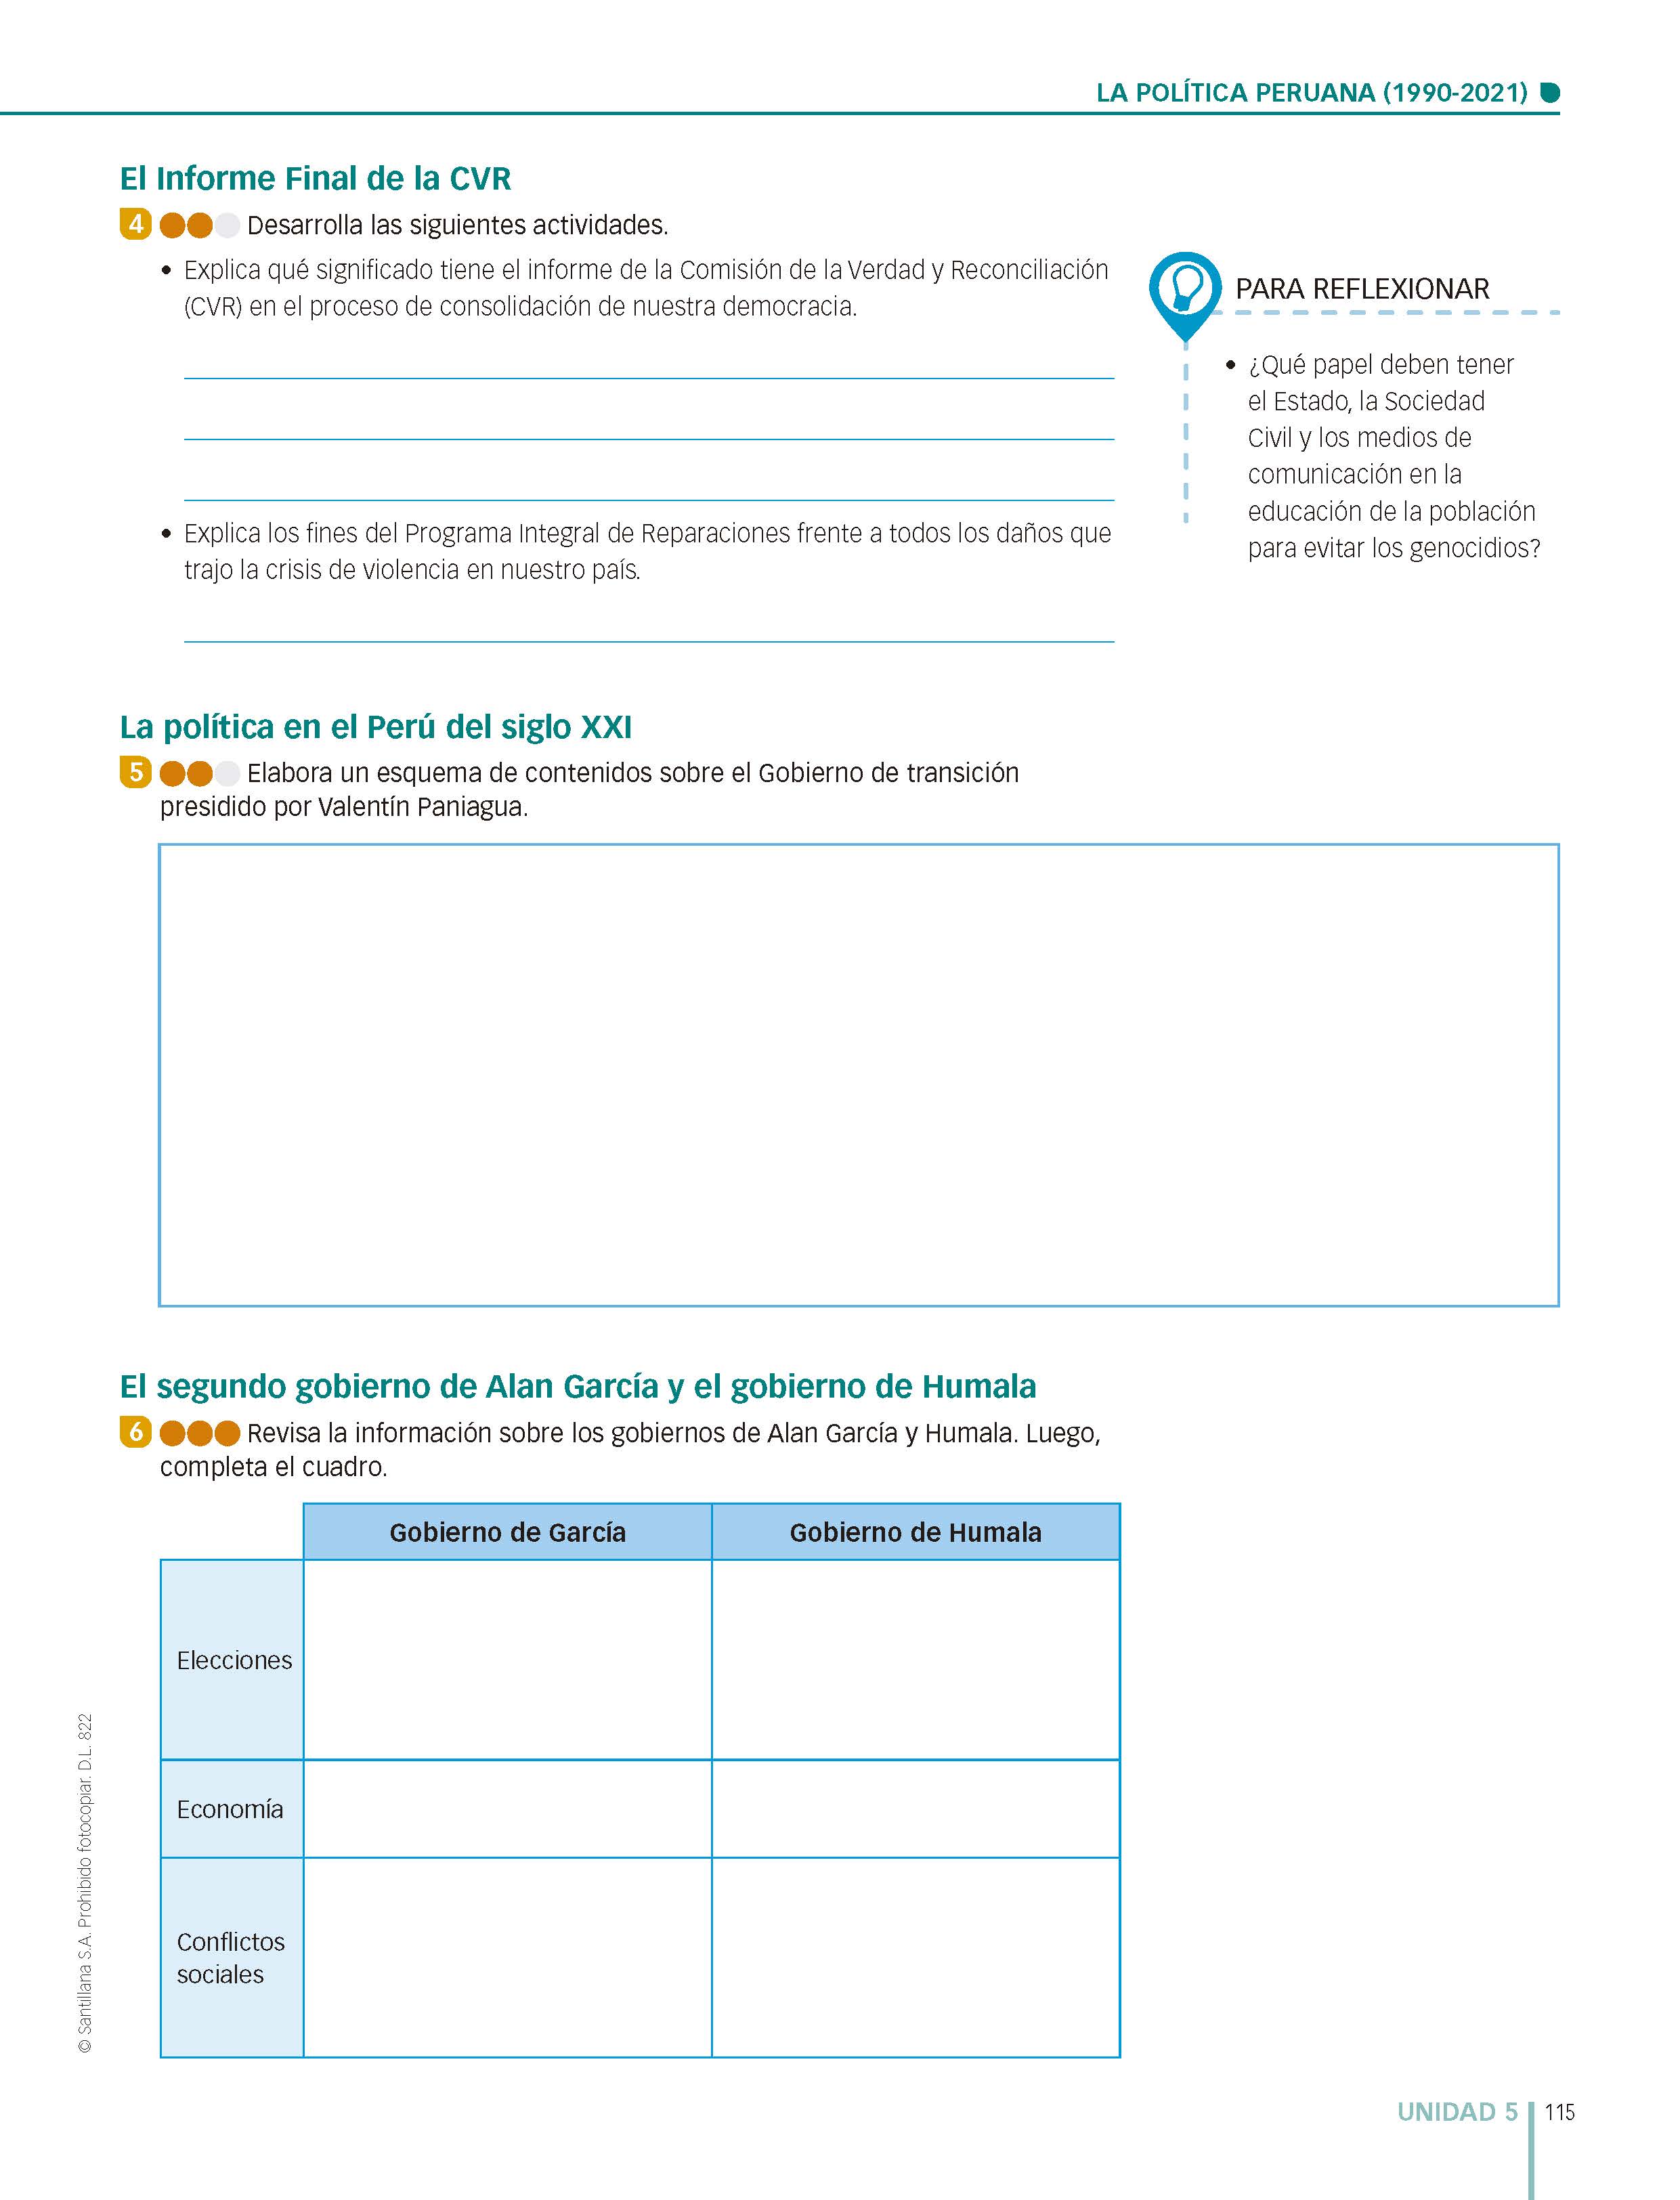 LA POLÍTICA PERUANA (1990-2021)
El Informe Final de la CVR
4 Desarrolla las siguientes actividades.
• Explica qué significado tiene el informe de la Comisión de la Verdad y Reconciliación
(CVR) en el proceso de consolidación de nuestra democracia.
• Explica los fines del Programa Integral de Reparaciones frente a todos los daños que
trajo la crisis de violencia en nuestro país.
PARA REFLEXIONAR
• ¿Qué papel deben tener
el Estado, la Sociedad
Civil y los medios de
comunicación en la
educación de la población
para evitar los genocidios?
La política en el Perú del siglo XXI
5 Elabora un esquema de contenidos sobre el Gobierno de transición
presidido por Valentín Paniagua.
El segundo gobierno de Alan García y el gobierno de Humala
6 Revisa la información sobre los gobiernos de Alan García y Humala. Luego,
completa el cuadro.
Gobierno de García
Gobierno de Humala
Elecciones
Economía
Conflictos
sociales
© Santillana S.A. Prohibido fotocopiar. D.L. 822
UNIDAD 5
115